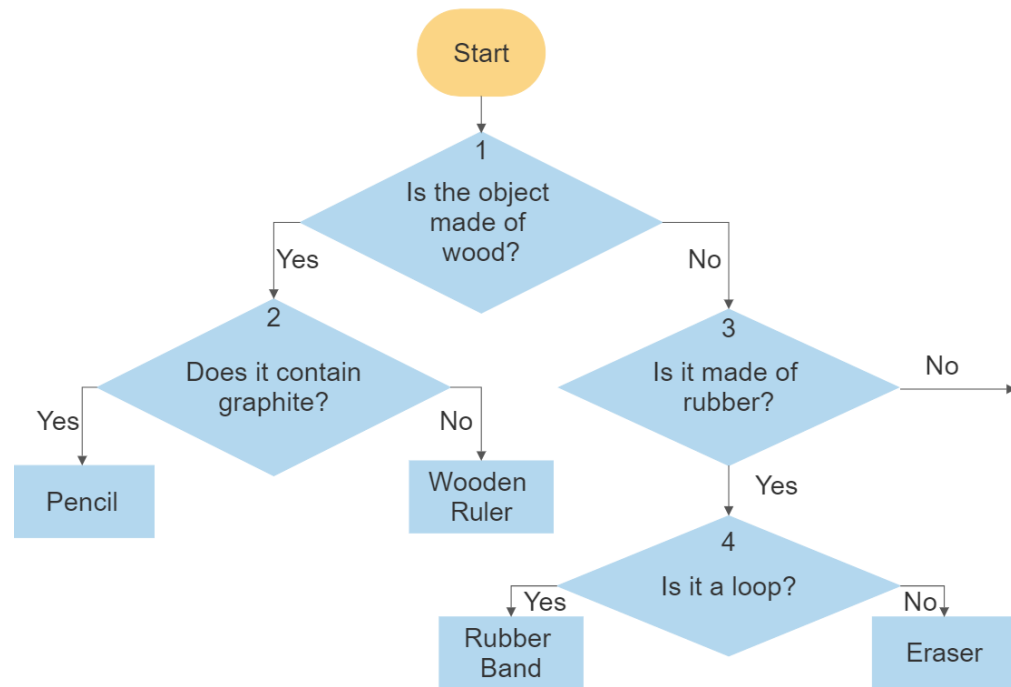 Start
1
Is the object
made of
wood?
Yes
No
2
Does it contain
graphite?
3
Is it made of
rubber?
No
Yes
No
Pencil
Wooden
Ruler
Yes
4
Is it a loop?
Yes
No
Rubber
Band
Eraser